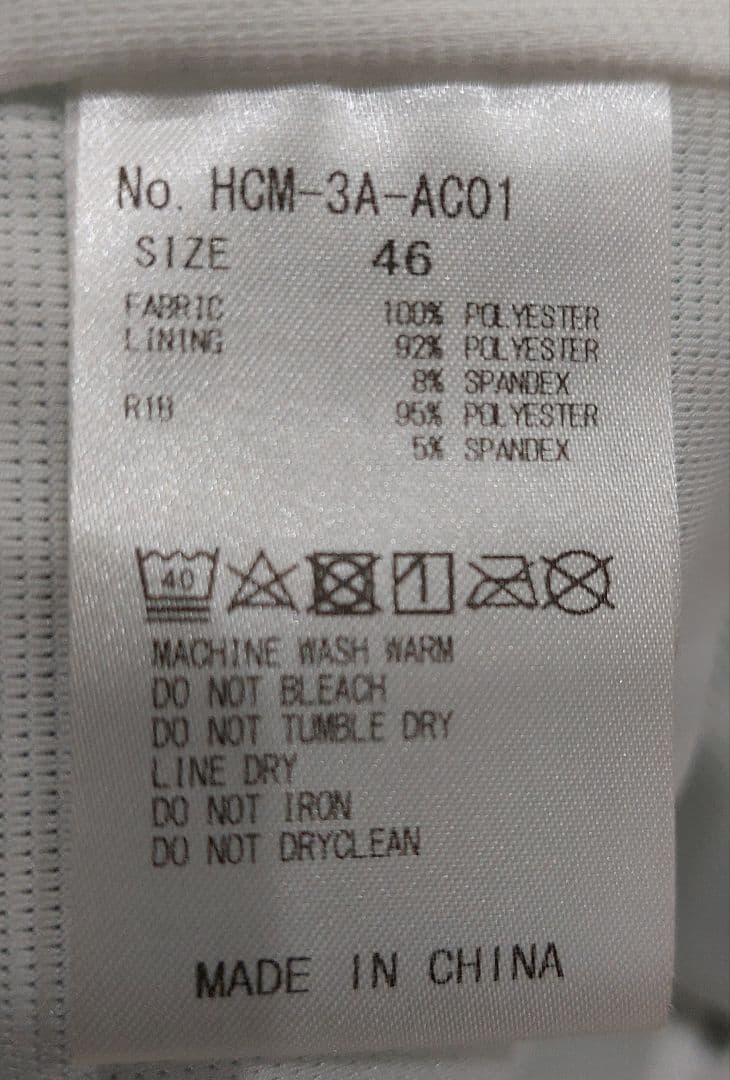 No. HCM-3A-AC01
SIZE 46
FABRIC 100% POLYESTER
LINING 92% POLYESTER
8% SPANDEX
RIB 95% POLYESTER
5% SPANDEX
40
MACHINE WASH WARM
DO NOT BLEACH
DO NOT TUMBLE DRY
LINE DRY
DO NOT IRON
DO NOT DRYCLEAN
MADE IN CHINA